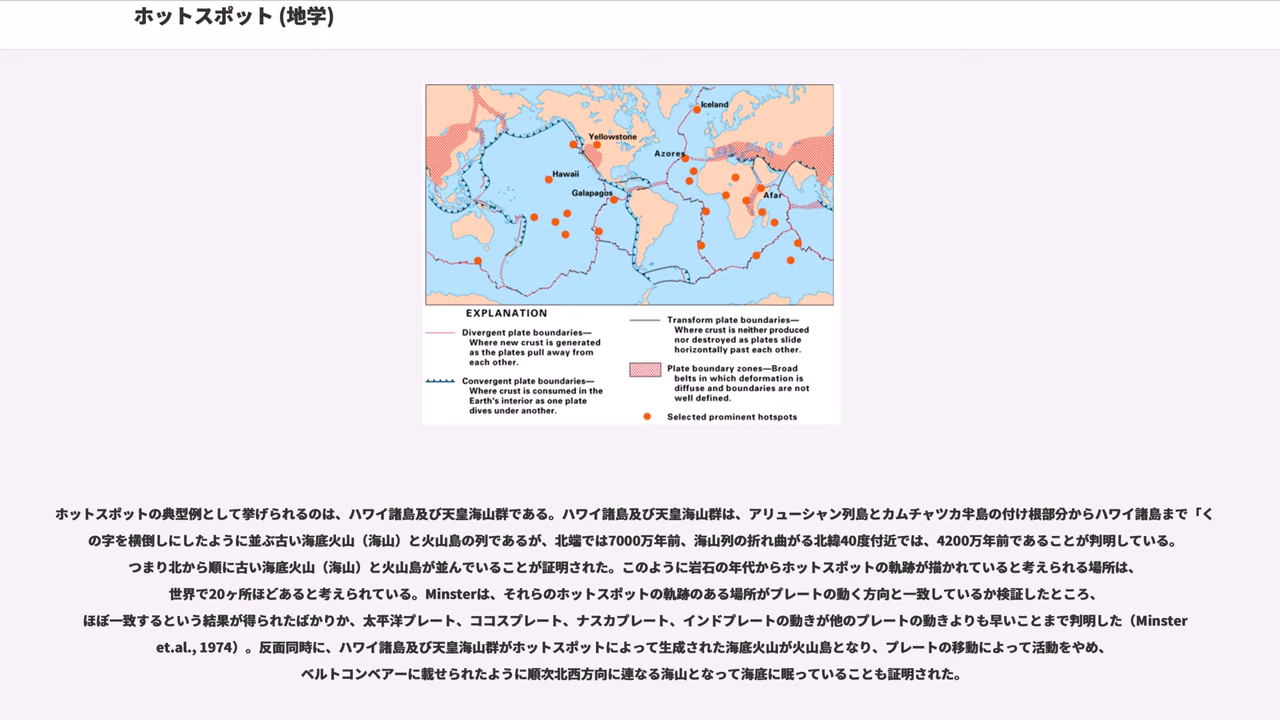 ホットスポット (地学)
Iceland
Yellowstone
Azores
Hawaii
Galapagos
Afar
EXPLANATION
Divergent plate boundaries—
Where new crust is generated
as the plates pull away from
each other.
Convergent plate boundaries—
Where crust is consumed in the
Earth's interior as one plate
dives under another.
Transform plate boundaries—
Where crust is neither produced
nor destroyed as plates slide
horizontally past each other.
Plate boundary zones—Broad
belts in which deformation is
diffuse and boundaries are not
well defined.
Selected prominent hotspots
ホットスポットの典型例として挙げられるのは、ハワイ諸島及び天皇海山群である。ハワイ諸島及び天皇海山群は、アリューシャン列島とカムチャツカ半島の付け根部分からハワイ諸島まで「く
の字を横倒しにしたように並ぶ古い海底火山（海山）と火山島の列であるが、北端では7000万年前、海山列の折れ曲がる北緯40度付近では、4200万年前であることが判明している。
つまり北から順に古い海底火山（海山）と火山島が並んでいることが証明された。このように岩石の年代からホットスポットの軌跡が描かれていると考えられる場所は、
世界で20ヶ所ほどあると考えられている。Minsterは、それらのホットスポットの軌跡のある場所がプレートの動く方向と一致しているか検証したところ、
ほぼ一致するという結果が得られたばかりか、太平洋プレート、ココスプレート、ナスカプレート、インドプレートの動きが他のプレートの動きよりも早いことまで判明した（Minster
et.al., 1974）。反面同時に、ハワイ諸島及び天皇海山群がホットスポットによって生成された海底火山が火山島となり、プレートの移動によって活動をやめ、
ベルトコンベアーに載せられたように順次北西方向に連なる海山となって海底に眠っていることも証明された。